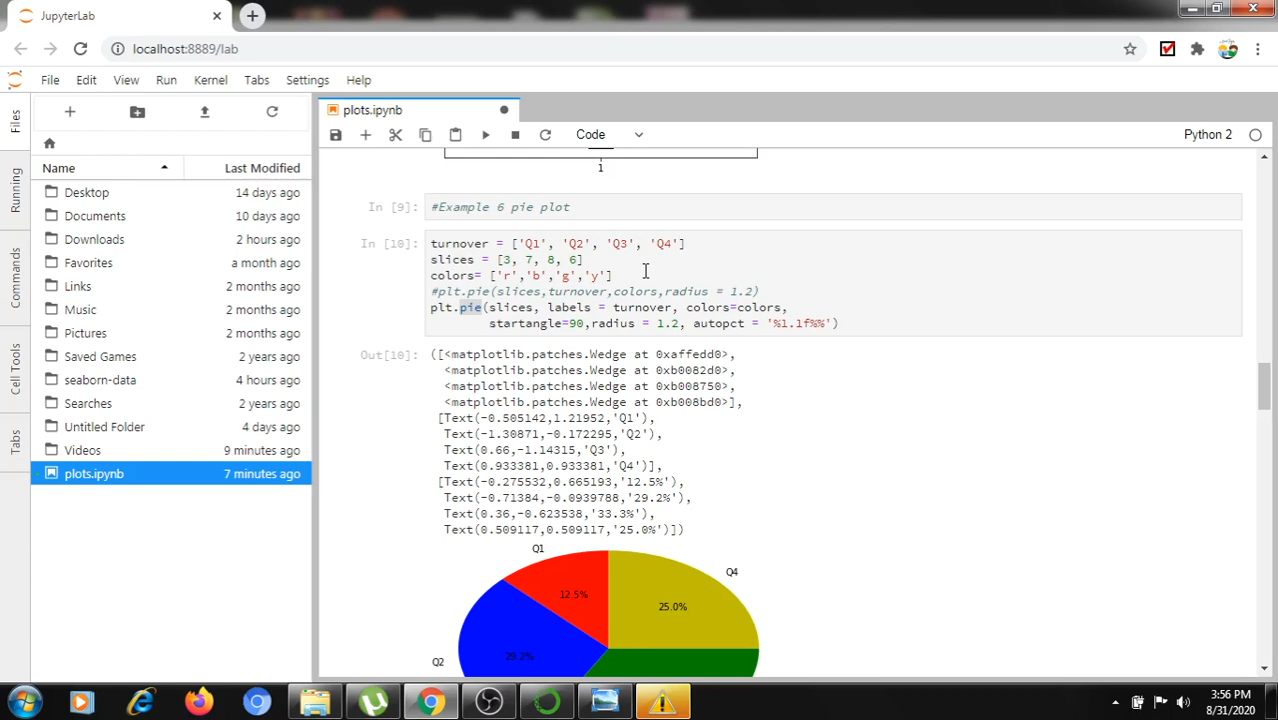 JupyterLab
localhost:8889/lab
File Edit View Run Kernel Tabs Settings Help
plots.ipynb
Code
Python 2
Files
Running
Commands
Cell Tools
Tabs
Name Last Modified
Desktop 14 days ago
Documents 10 days ago
Downloads 2 hours ago
Favorites a month ago
Links 2 years ago
Music 2 years ago
Pictures 2 years ago
Saved Games 2 years ago
seaborn-data 4 hours ago
Searches 2 years ago
Untitled Folder 4 days ago
Videos 9 minutes ago
plots.ipynb 7 minutes ago
1
In [9]: #Example 6 pie plot
In [10]: turnover = ['Q1', 'Q2', 'Q3', 'Q4']
slices = [3, 7, 8, 6]
colors= ['r','b','g','y']
#plt.pie(slices,turnover,colors,radius = 1.2)
plt.pie(slices, labels = turnover, colors=colors,
startangle=90,radius = 1.2, autopct = '%1.1f%%')
Out[10]: ([<matplotlib.patches.Wedge at 0xaffedd0>,
<matplotlib.patches.Wedge at 0xb0082d0>,
<matplotlib.patches.Wedge at 0xb008750>,
<matplotlib.patches.Wedge at 0xb008bd0>],
[Text(-0.505142,1.21952,'Q1'),
Text(-1.30871,-0.172295,'Q2'),
Text(0.66,-1.14315,'Q3'),
Text(0.933381,0.933381,'Q4')],
[Text(-0.275532,0.665193,'12.5%'),
Text(-0.71384,-0.0939788,'29.2%'),
Text(0.36,-0.623538,'33.3%'),
Text(0.509117,0.509117,'25.0%')])
Q1
Q4
12.5%
25.0%
Q2
29.2%
3:56 PM
8/31/2020